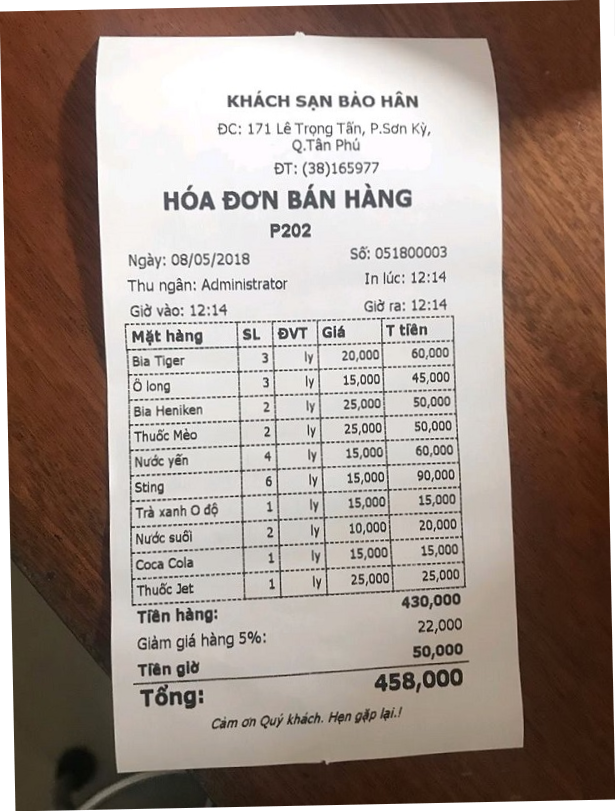 KHÁCH SẠN BẢO HÂN
ĐC: 171 Lê Trọng Tấn, P.Sơn Kỳ,
Q.Tân Phú
ĐT: (38)165977
HÓA ĐƠN BÁN HÀNG
P202
Ngày: 08/05/2018 Số: 051800003
Thu ngân: Administrator In lúc: 12:14
Giờ vào: 12:14 Giờ ra: 12:14
Mặt hàng SL ĐVT Giá T tiền
Bia Tiger 3 ly 20,000 60,000
Ô long 3 ly 15,000 45,000
Bia Heniken 2 ly 25,000 50,000
Thuốc Mèo 2 ly 25,000 50,000
Nước yến 4 ly 15,000 60,000
Sting 6 ly 15,000 90,000
Trà xanh O độ 1 ly 15,000 15,000
Nước suối 2 ly 10,000 20,000
Coca Cola 1 ly 15,000 15,000
Thuốc Jet 1 ly 25,000 25,000
Tiền hàng: 430,000
Giảm giá hàng 5%: 22,000
Tiền giờ 50,000
Tổng: 458,000
Cảm ơn Quý khách. Hẹn gặp lại.!